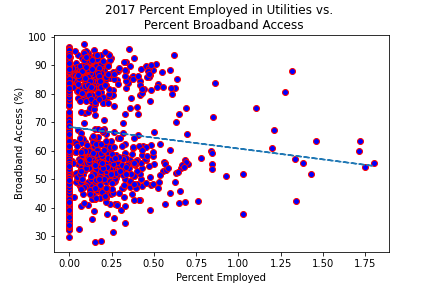 2017 Percent Employed in Utilities vs.
Percent Broadband Access
100
90
80
70
60
50
40
30
Broadband Access (%)
0.00 0.25 0.50 0.75 1.00 1.25 1.50 1.75
Percent Employed